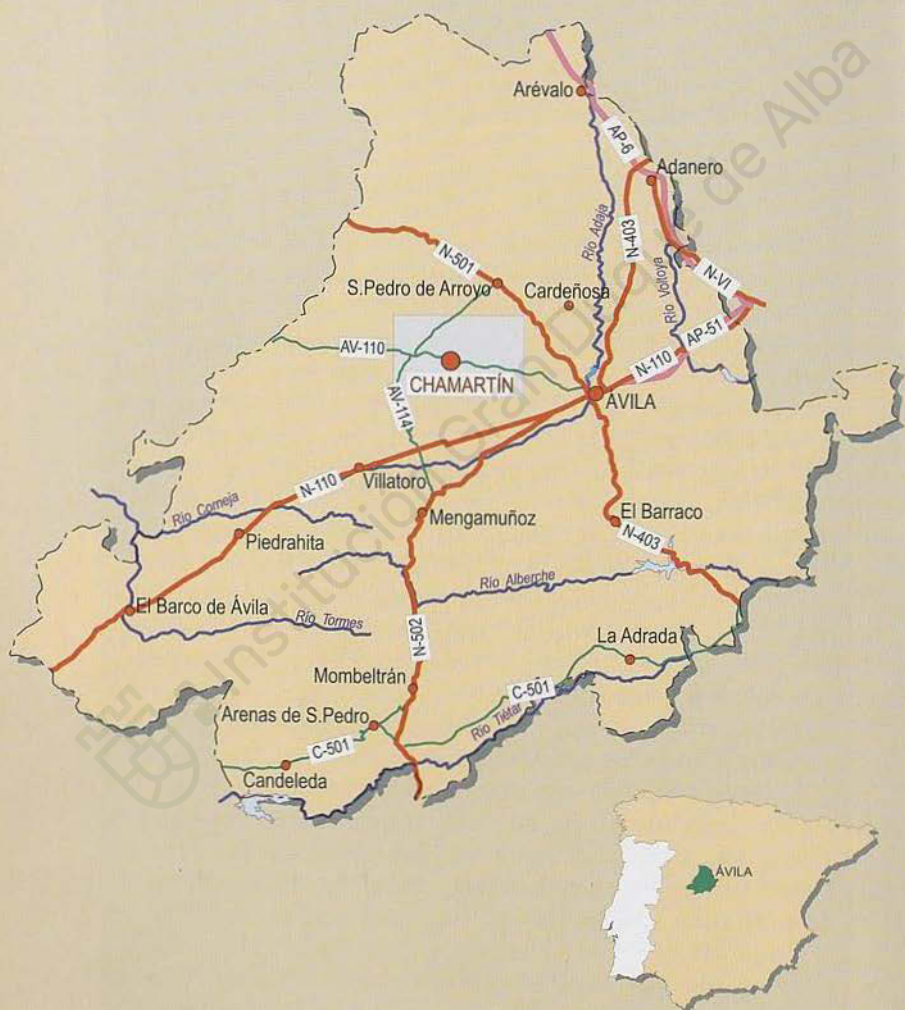 Arévalo
AP-6
Adanero
Río Adaja
N-403
N-501
S.Pedro de Arroyo
Cardeñosa
Río Voltoya
N-VI
AP-51
N-110
AV-110
CHAMARTÍN
ÁVILA
AV-114
N-110
Villatoro
Río Corneja
Mengamuñoz
El Barraco
Piedrahita
N-403
Río Alberche
El Barco de Ávila
Río Tormes
N-502
La Adrada
Mombeltrán
C-501
Arenas de S.Pedro
Río Tiétar
C-501
Candeleda
ÁVILA
Institución Gran Duque de Alba